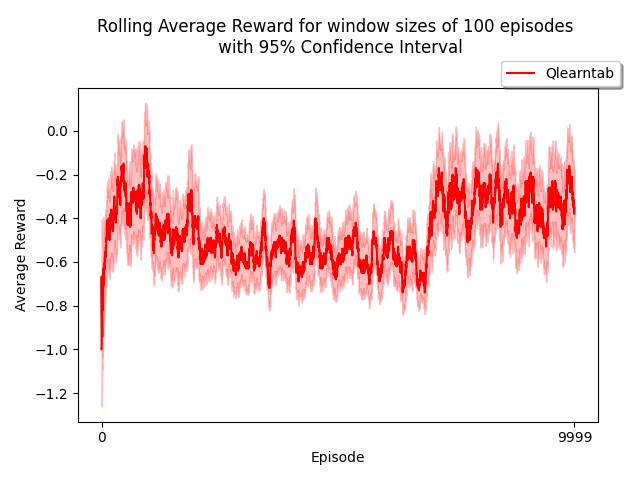 Rolling Average Reward for window sizes of 100 episodes
with 95% Confidence Interval
Qlearntab
Average Reward
0.0
−0.2
−0.4
−0.6
−0.8
−1.0
−1.2
0
9999
Episode